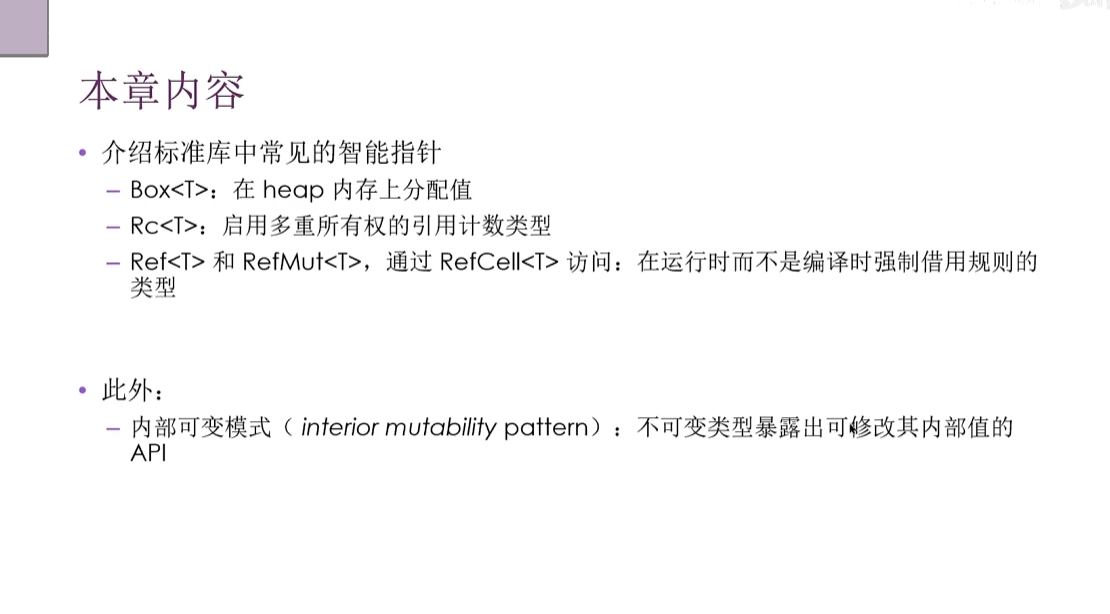 本章内容
• 介绍标准库中常见的智能指针
– Box<T>：在 heap 内存上分配值
– Rc<T>：启用多重所有权的引用计数类型
– Ref<T> 和 RefMut<T>，通过 RefCell<T> 访问：在运行时而不是编译时强制借用规则的
类型
• 此外：
– 内部可变模式（ interior mutability pattern）：不可变类型暴露出可修改其内部值的
API